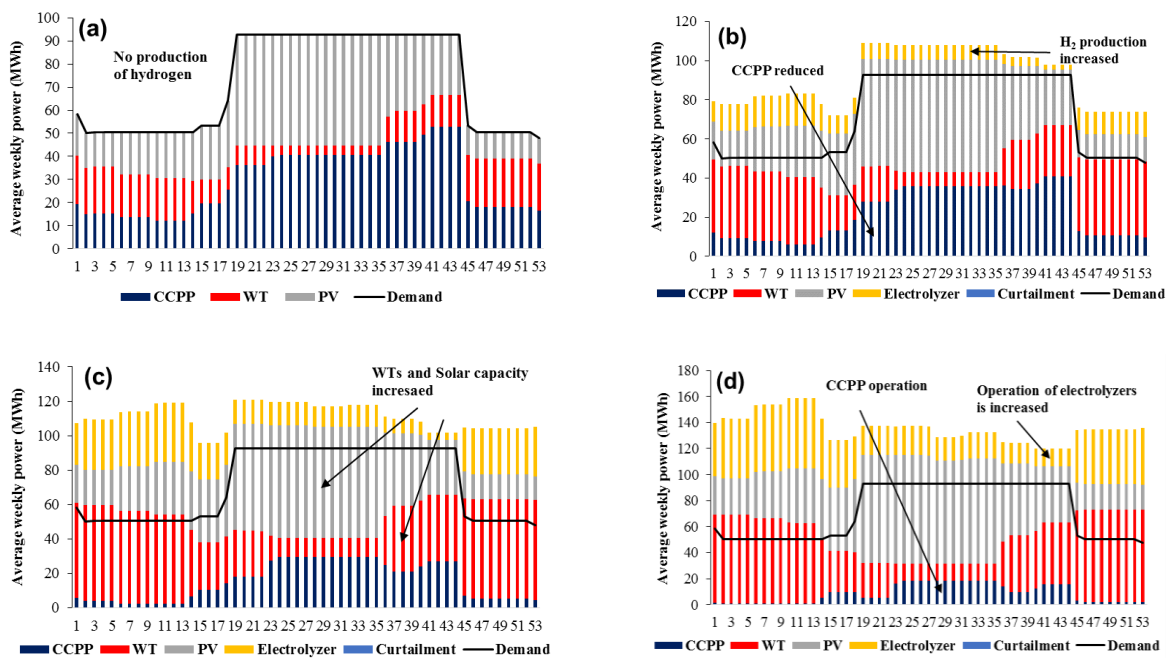 (a)
No production
of hydrogen
Average weekly power (MWh)
100
90
80
70
60
50
40
30
20
10
0
1 3 5 7 9 11 13 15 17 19 21 23 25 27 29 31 33 35 37 39 41 43 45 47 49 51 53
CCPP WT PV Demand
(b)
H2 production
increased
CCPP reduced
Average weekly power (MWh)
120
100
80
60
40
20
0
1 3 5 7 9 11 13 15 17 19 21 23 25 27 29 31 33 35 37 39 41 43 45 47 49 51 53
CCPP WT PV Electrolyzer Curtailment Demand
(c)
WTs and Solar capacity
incresaed
Average weekly power (MWh)
140
120
100
80
60
40
20
0
1 3 5 7 9 11 13 15 17 19 21 23 25 27 29 31 33 35 37 39 41 43 45 47 49 51 53
CCPP WT PV Electrolyzer Curtailment Demand
(d)
CCPP operation
Operation of electrolyzers
is increased
Average weekly power (MWh)
180
160
140
120
100
80
60
40
20
0
1 3 5 7 9 11 13 15 17 19 21 23 25 27 29 31 33 35 37 39 41 43 45 47 49 51 53
CCPP WT PV Electrolyzer Curtailment Demand